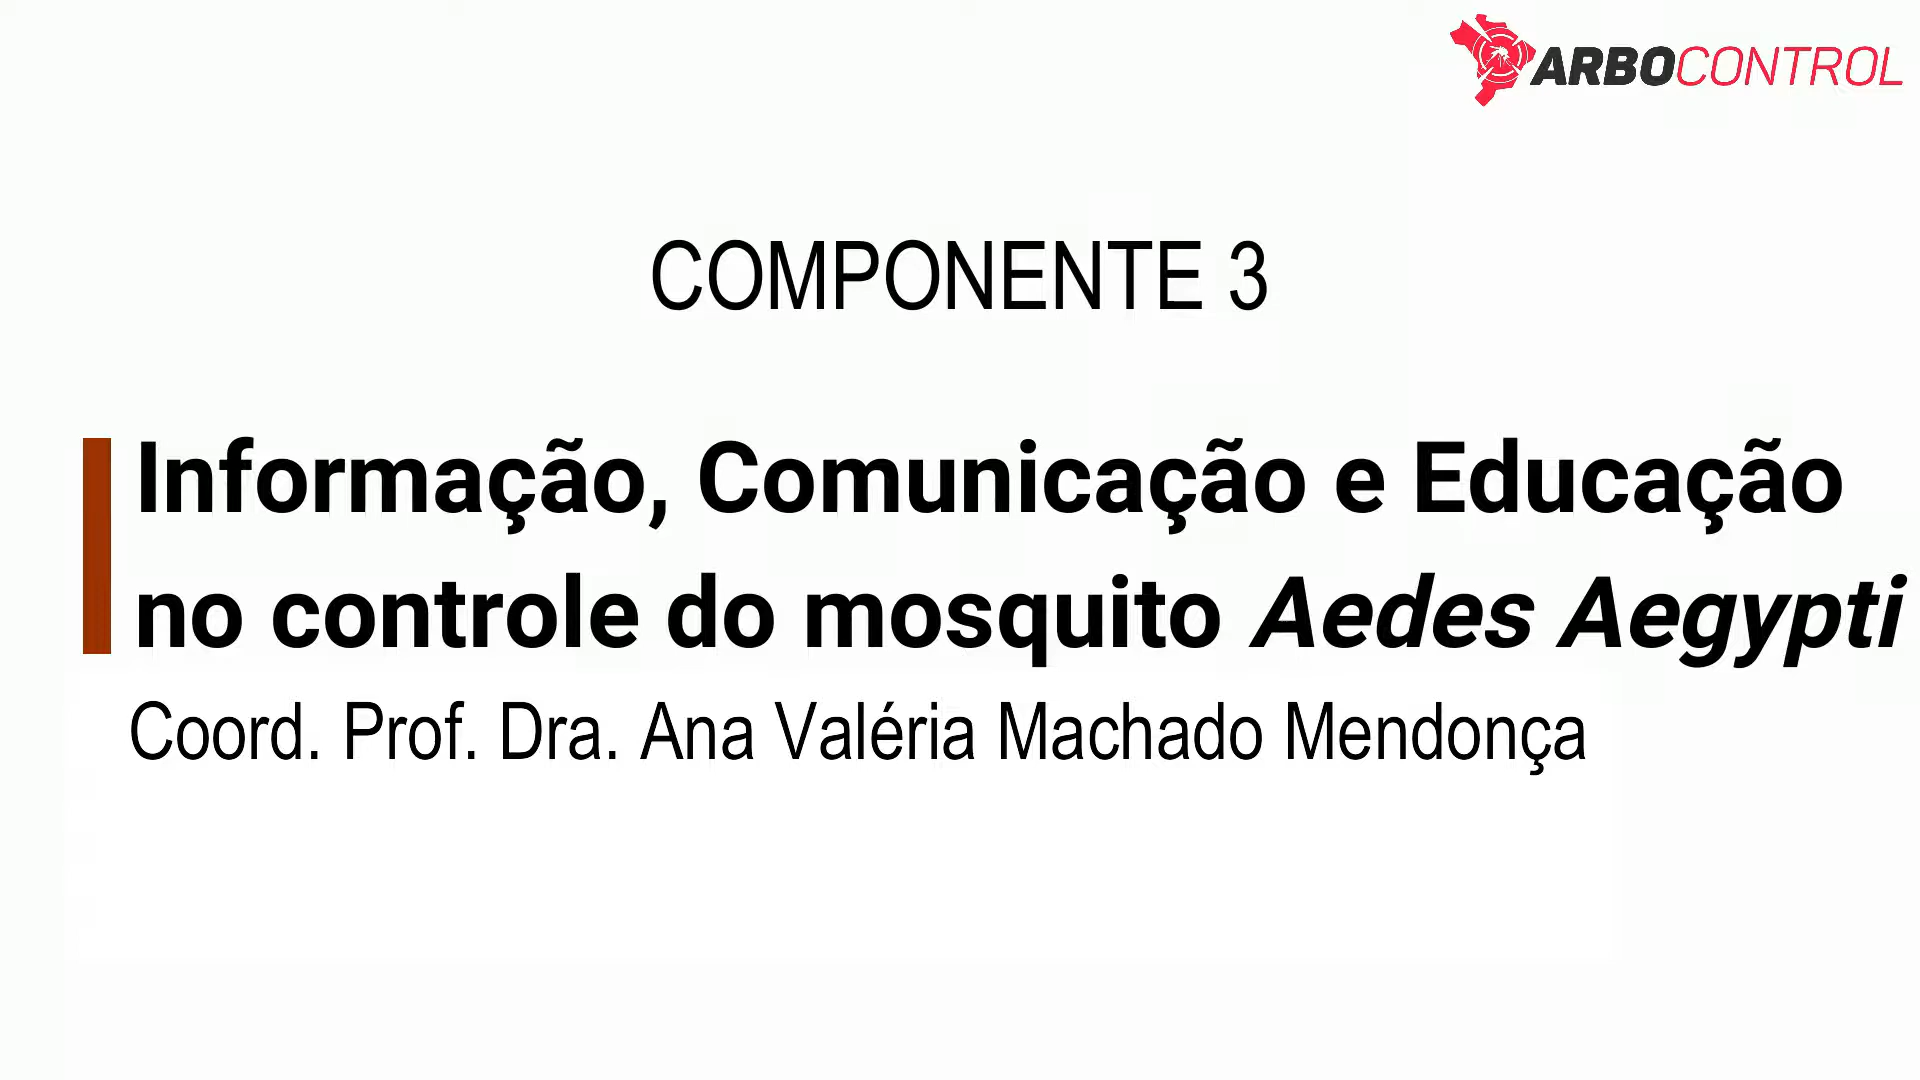 ARBOCONTROL
COMPONENTE 3
Informação, Comunicação e Educação
no controle do mosquito Aedes Aegypti
Coord. Prof. Dra. Ana Valéria Machado Mendonça